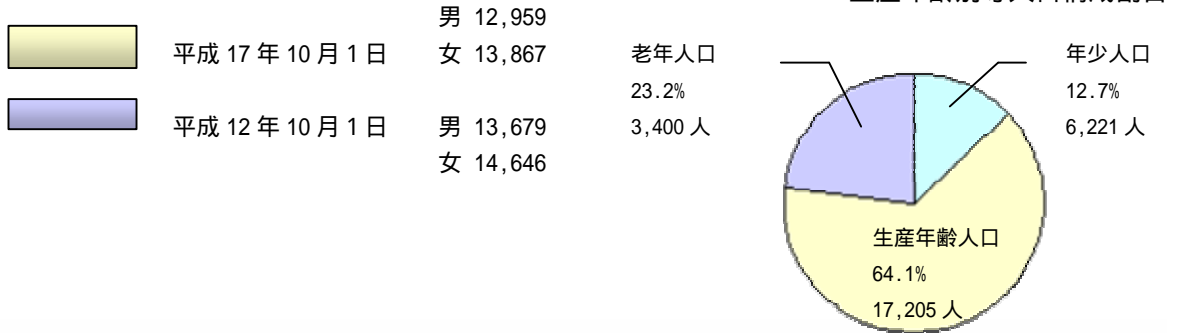 男 12,959
平成 17 年 10 月 1 日 女 13,867
平成 12 年 10 月 1 日 男 13,679
女 14,646
老年人口
23.2%
3,400 人
年少人口
12.7%
6,221 人
生産年齢人口
64.1%
17,205 人